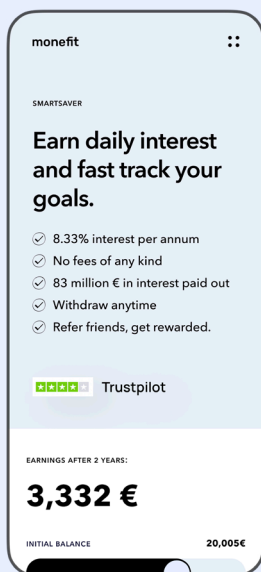 monefit
SMARTSAVER
Earn daily interest
and fast track your
goals.
8.33% interest per annum
No fees of any kind
83 million € in interest paid out
Withdraw anytime
Refer friends, get rewarded.
Trustpilot
EARNINGS AFTER 2 YEARS:
3,332 €
INITIAL BALANCE 20,005€